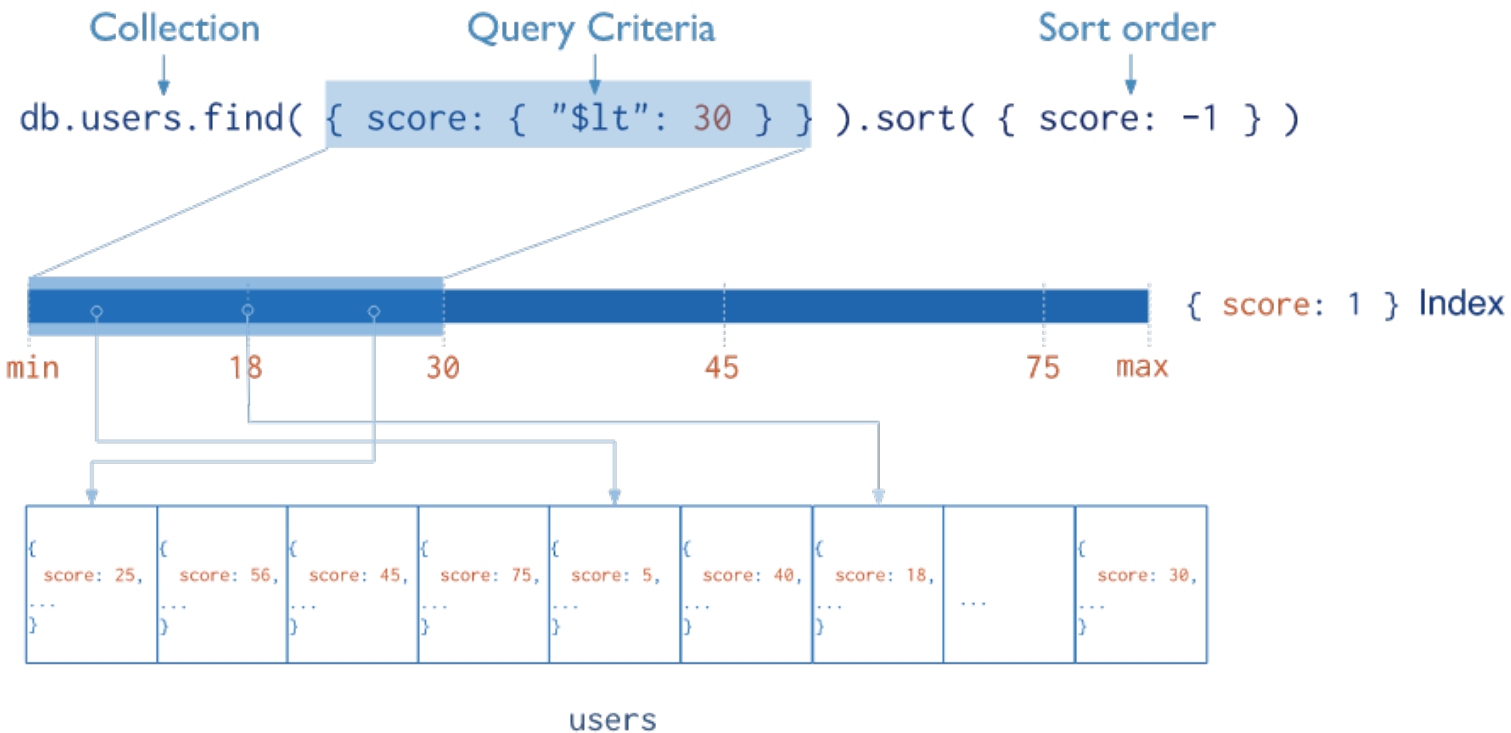 Collection Query Criteria Sort order
db.users.find( { score: { "$lt": 30 } } ).sort( { score: -1 } )
{ score: 1 } Index
min 18 30 45 75 max
{
score: 25,
...
}
{
score: 56,
...
}
{
score: 45,
...
}
{
score: 75,
...
}
{
score: 5,
...
}
{
score: 40,
...
}
{
score: 18,
...
}
...
{
score: 30,
...
}
users